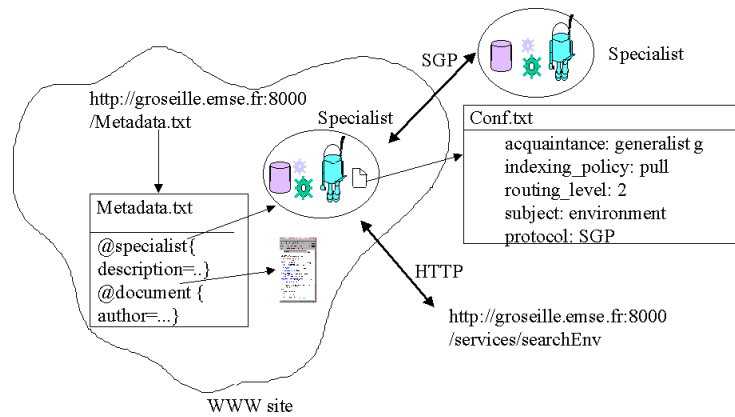 SGP
Specialist
http://groseille.emse.fr:8000
/Metadata.txt
Specialist
Conf.txt
acquaintance: generalist g
indexing_policy: pull
routing_level: 2
subject: environment
protocol: SGP
Metadata.txt
@specialist{
description=..}
@document {
author=...}
HTTP
http://groseille.emse.fr:8000
/services/searchEnv
WWW site